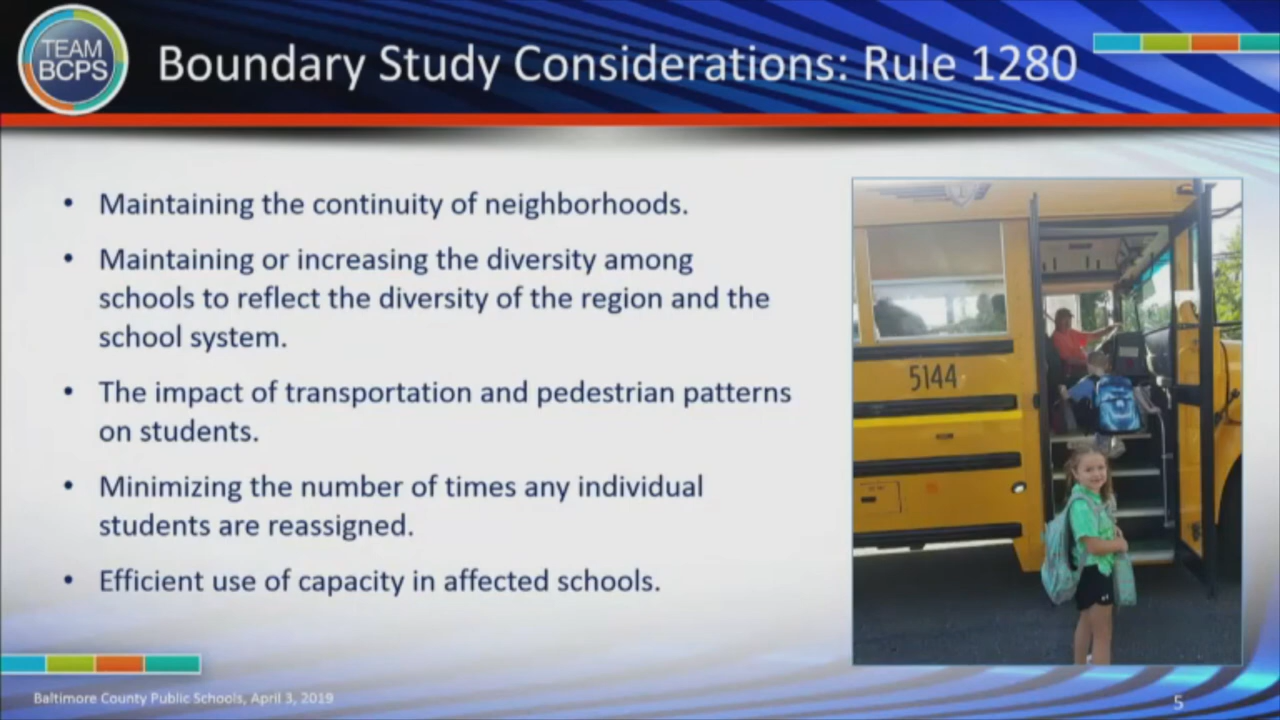 TEAM
BCPS
Boundary Study Considerations: Rule 1280
• Maintaining the continuity of neighborhoods.
• Maintaining or increasing the diversity among
schools to reflect the diversity of the region and the
school system.
• The impact of transportation and pedestrian patterns
on students.
• Minimizing the number of times any individual
students are reassigned.
• Efficient use of capacity in affected schools.
5144
Baltimore County Public Schools, April 3, 2019
5